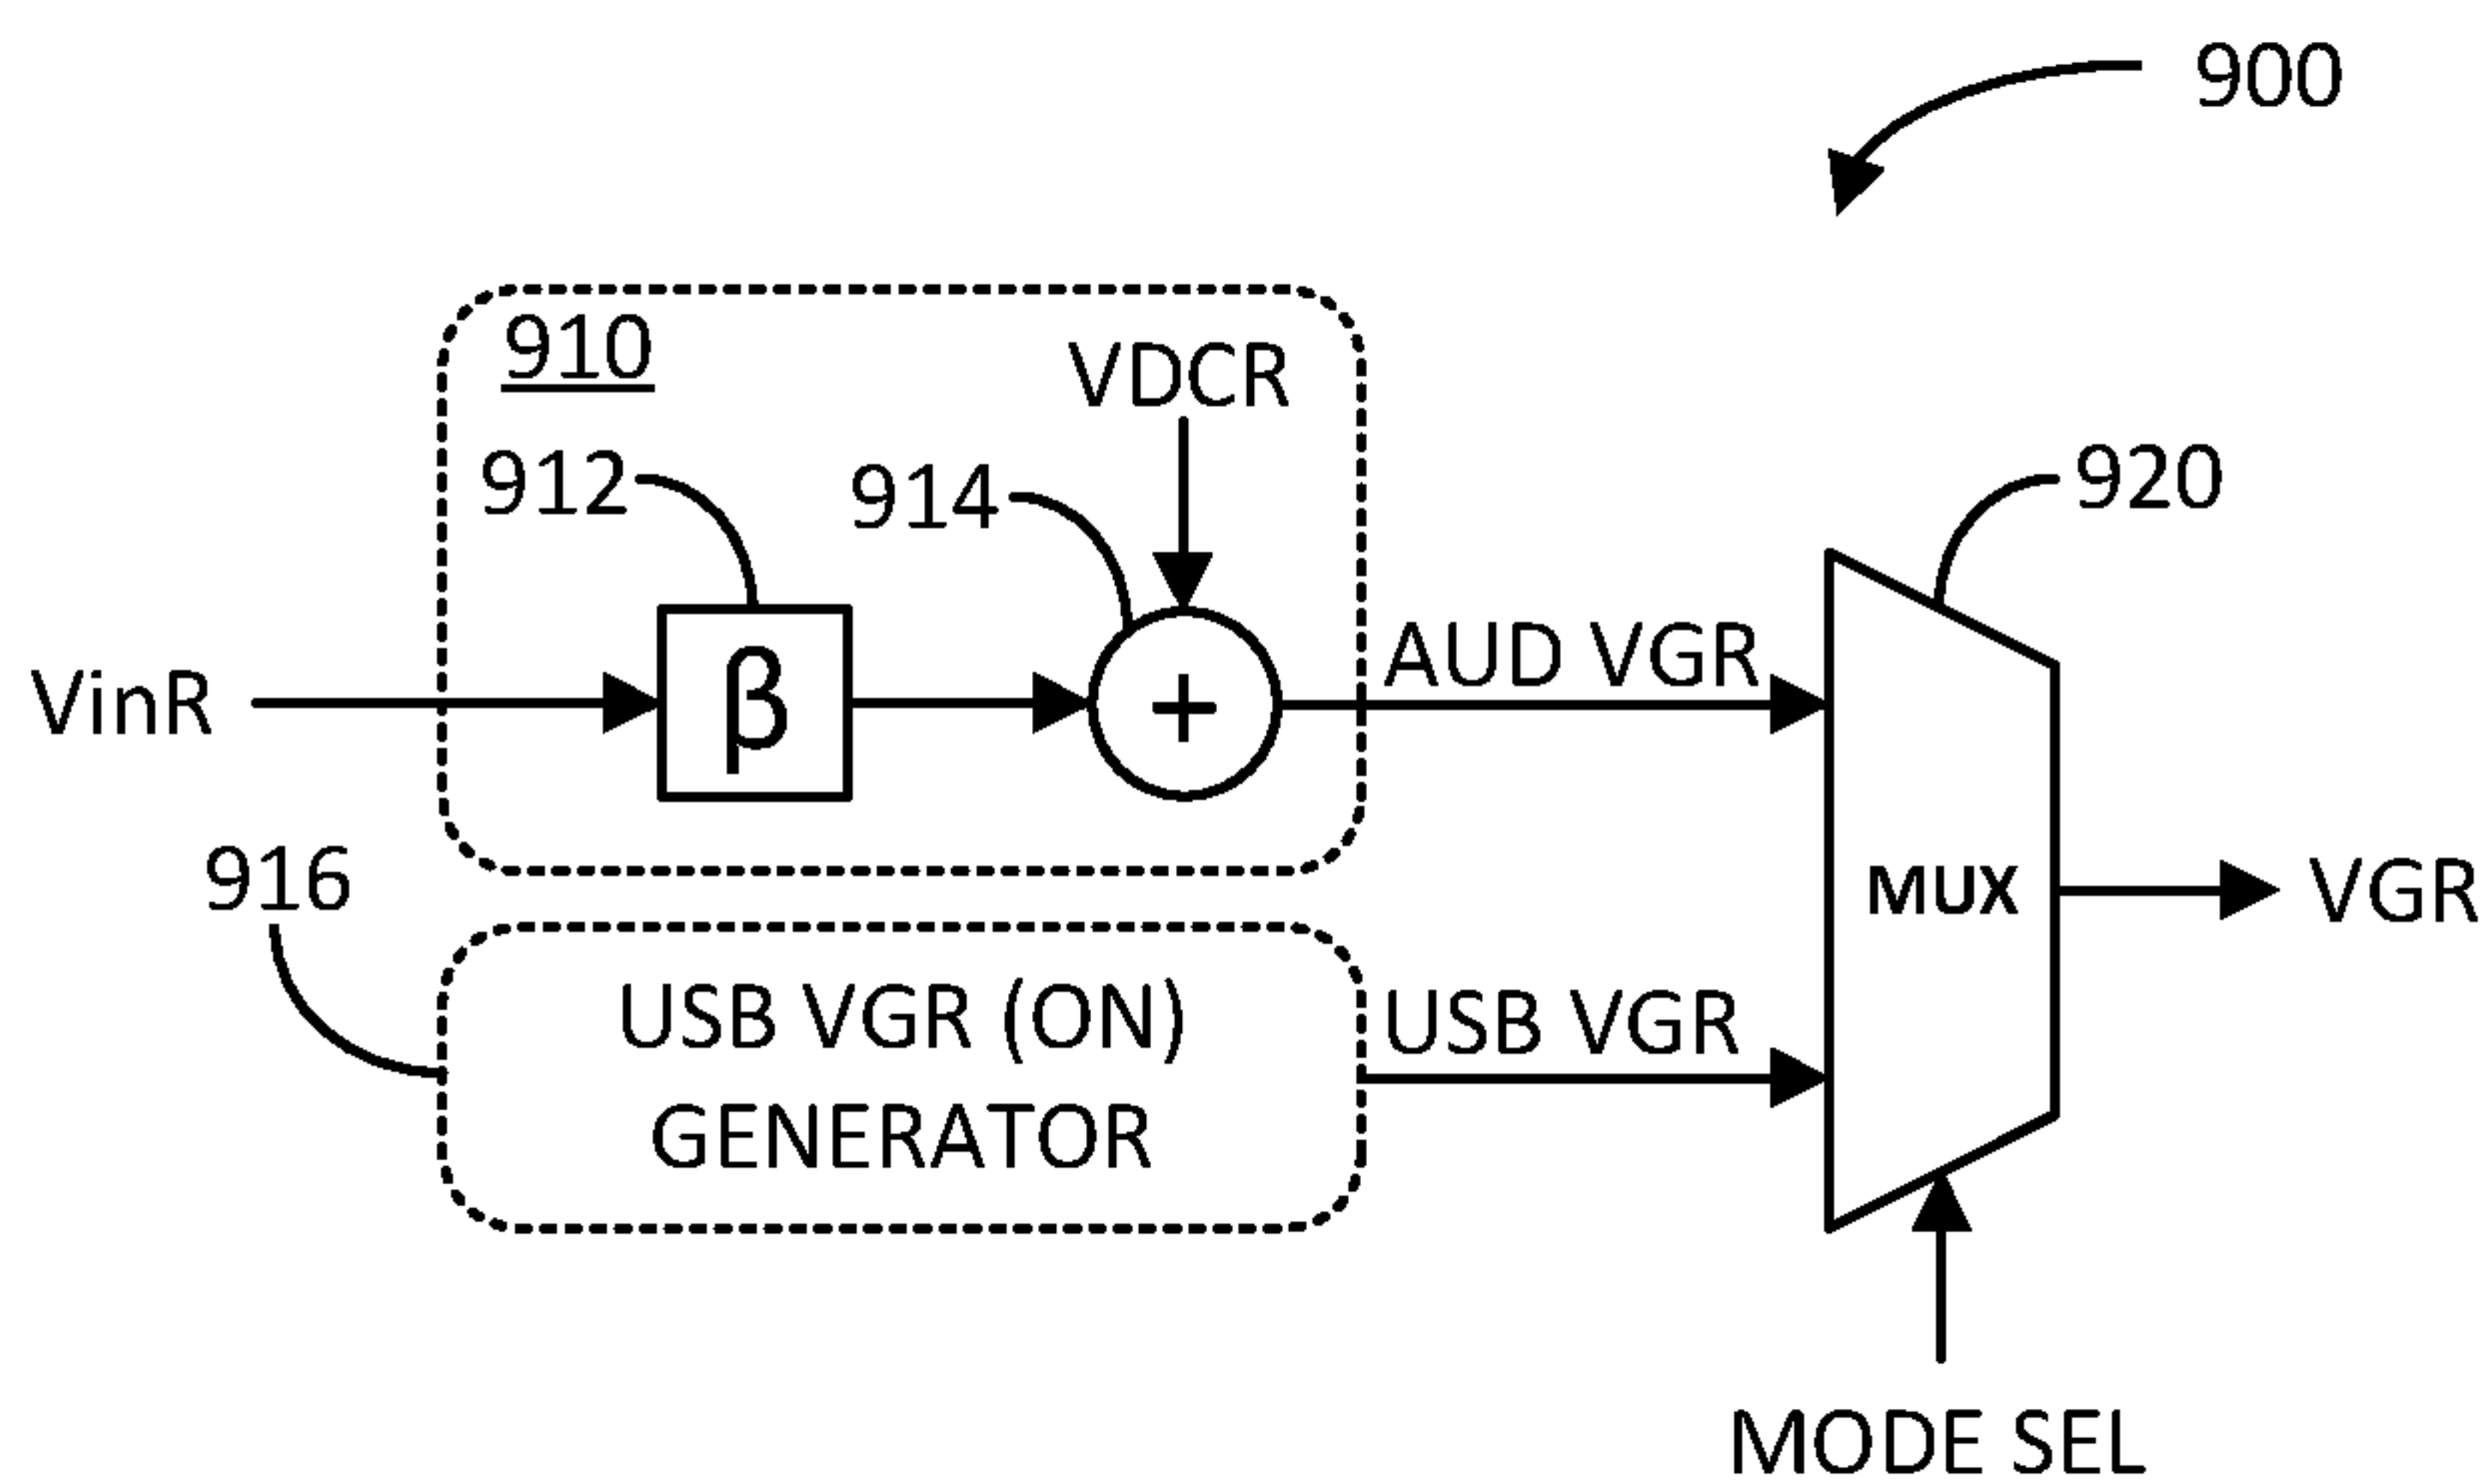 900
910
VDCR
912
914
920
AUD VGR
VinR
β
+
916
MUX
VGR
USB VGR (ON)
GENERATOR
USB VGR
MODE SEL